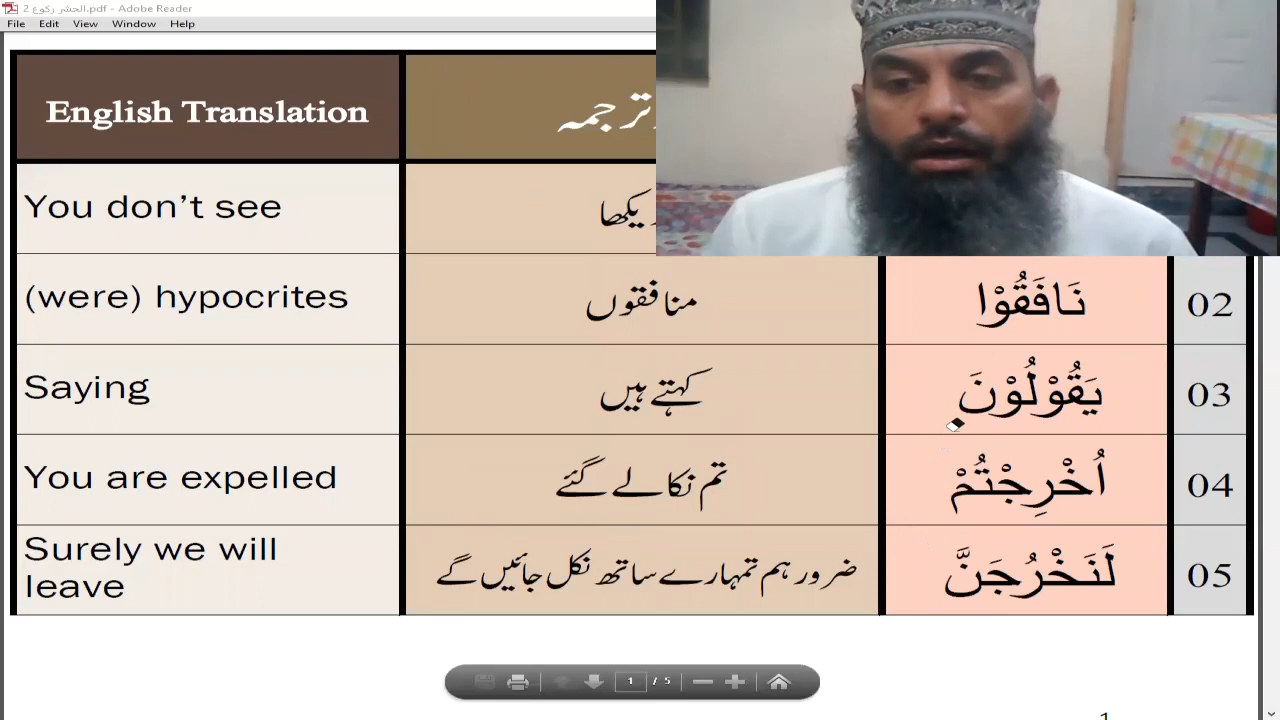 الحشر رکوع 2.pdf - Adobe Reader
File Edit View Window Help
English Translation
ترجمہ
You don't see
(were) hypocrites
منافقوں
نَافَقُوْا
02
Saying
کہتے ہیں
يَقُوْلُوْنَ
03
You are expelled
تم نکالے گئے
اُخْرِجْتُمْ
04
Surely we will
leave
ضرور ہم تمہارے ساتھ نکل جائیں گے
لَنَخْرُجَنَّ
05
1 / 5
1